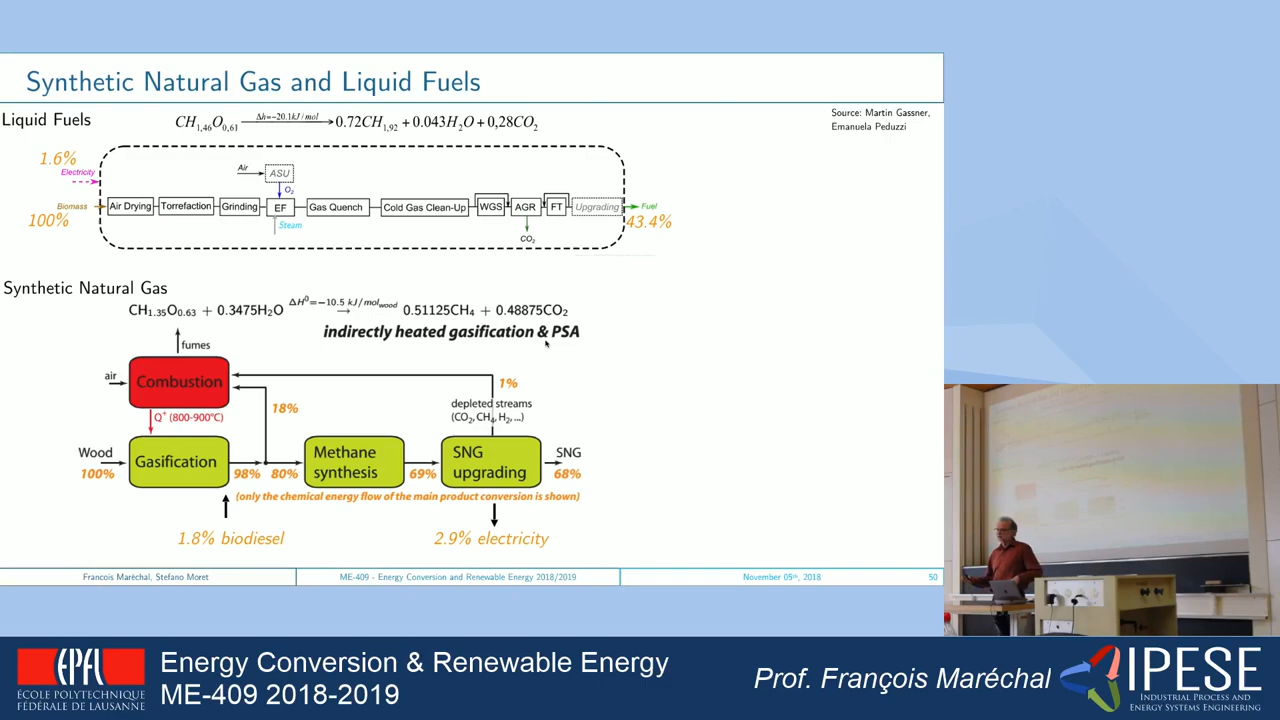 Synthetic Natural Gas and Liquid Fuels
Liquid Fuels
CH1,46O0,61 Δh=−20.1kJ/mol → 0.72CH1,92 + 0.043H2O + 0,28CO2
Source: Martin Gassner,
Emanuela Peduzzi
1.6%
Electricity
Air
ASU
O2
Biomass
100%
Air Drying
Torrefaction
Grinding
EF
Gas Quench
Cold Gas Clean-Up
WGS
AGR
FT
Upgrading
Fuel
43.4%
Steam
CO2
Synthetic Natural Gas
CH1.35O0.63 + 0.3475H2O ΔH0=−10.5 kJ/molwood → 0.51125CH4 + 0.48875CO2
indirectly heated gasification & PSA
fumes
air
Combustion
1%
18%
depleted streams
(CO2, CH4, H2,...)
Q+ (800-900°C)
Wood
100%
Gasification
98%
80%
Methane
synthesis
69%
SNG
upgrading
SNG
68%
(only the chemical energy flow of the main product conversion is shown)
1.8% biodiesel
2.9% electricity
Francois Maréchal, Stefano Moret
ME-409 - Energy Conversion and Renewable Energy 2018/2019
November 05th, 2018
50
EPFL
ÉCOLE POLYTECHNIQUE
FÉDÉRALE DE LAUSANNE
Energy Conversion & Renewable Energy
ME-409 2018-2019
Prof. François Maréchal
IPESE
Industrial Process and
Energy Systems Engineering